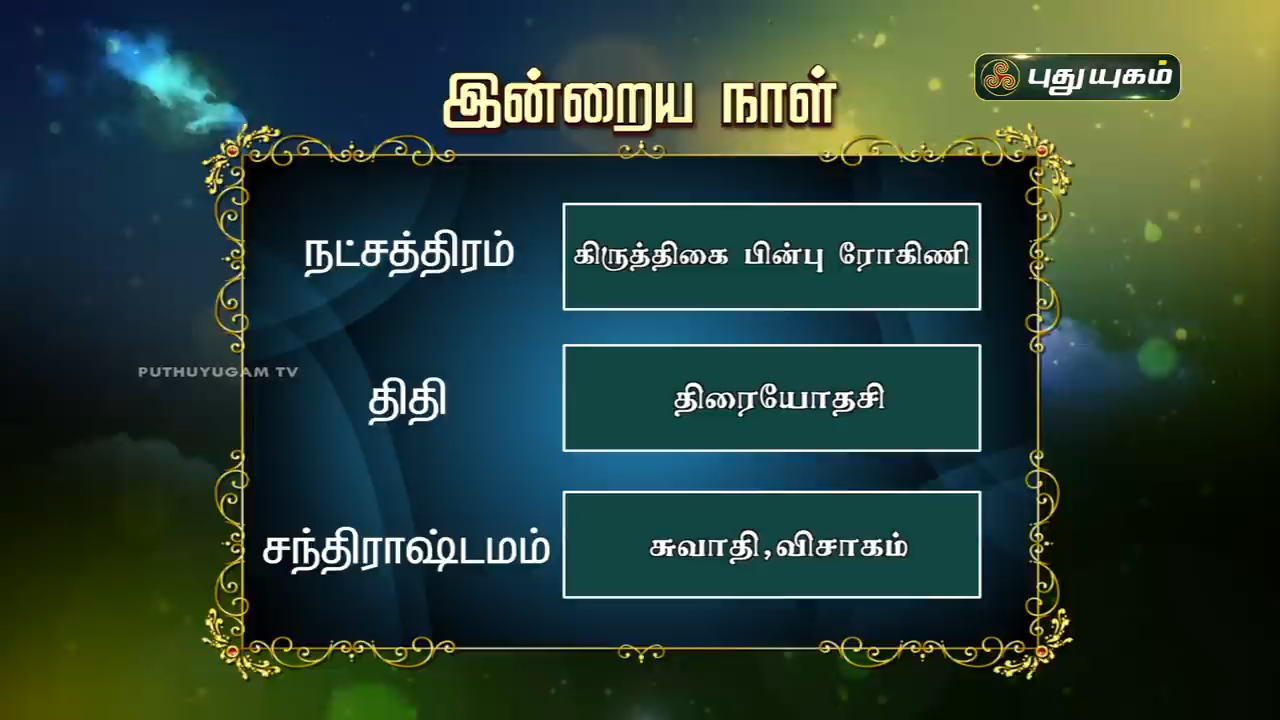 இன்றைய நாள்
புதுயுகம்
நட்சத்திரம்
கிருத்திகை பின்பு ரோகிணி
PUTHUYUGAM TV
திதி
திரையோதசி
சந்திராஷ்டமம்
சுவாதி,விசாகம்